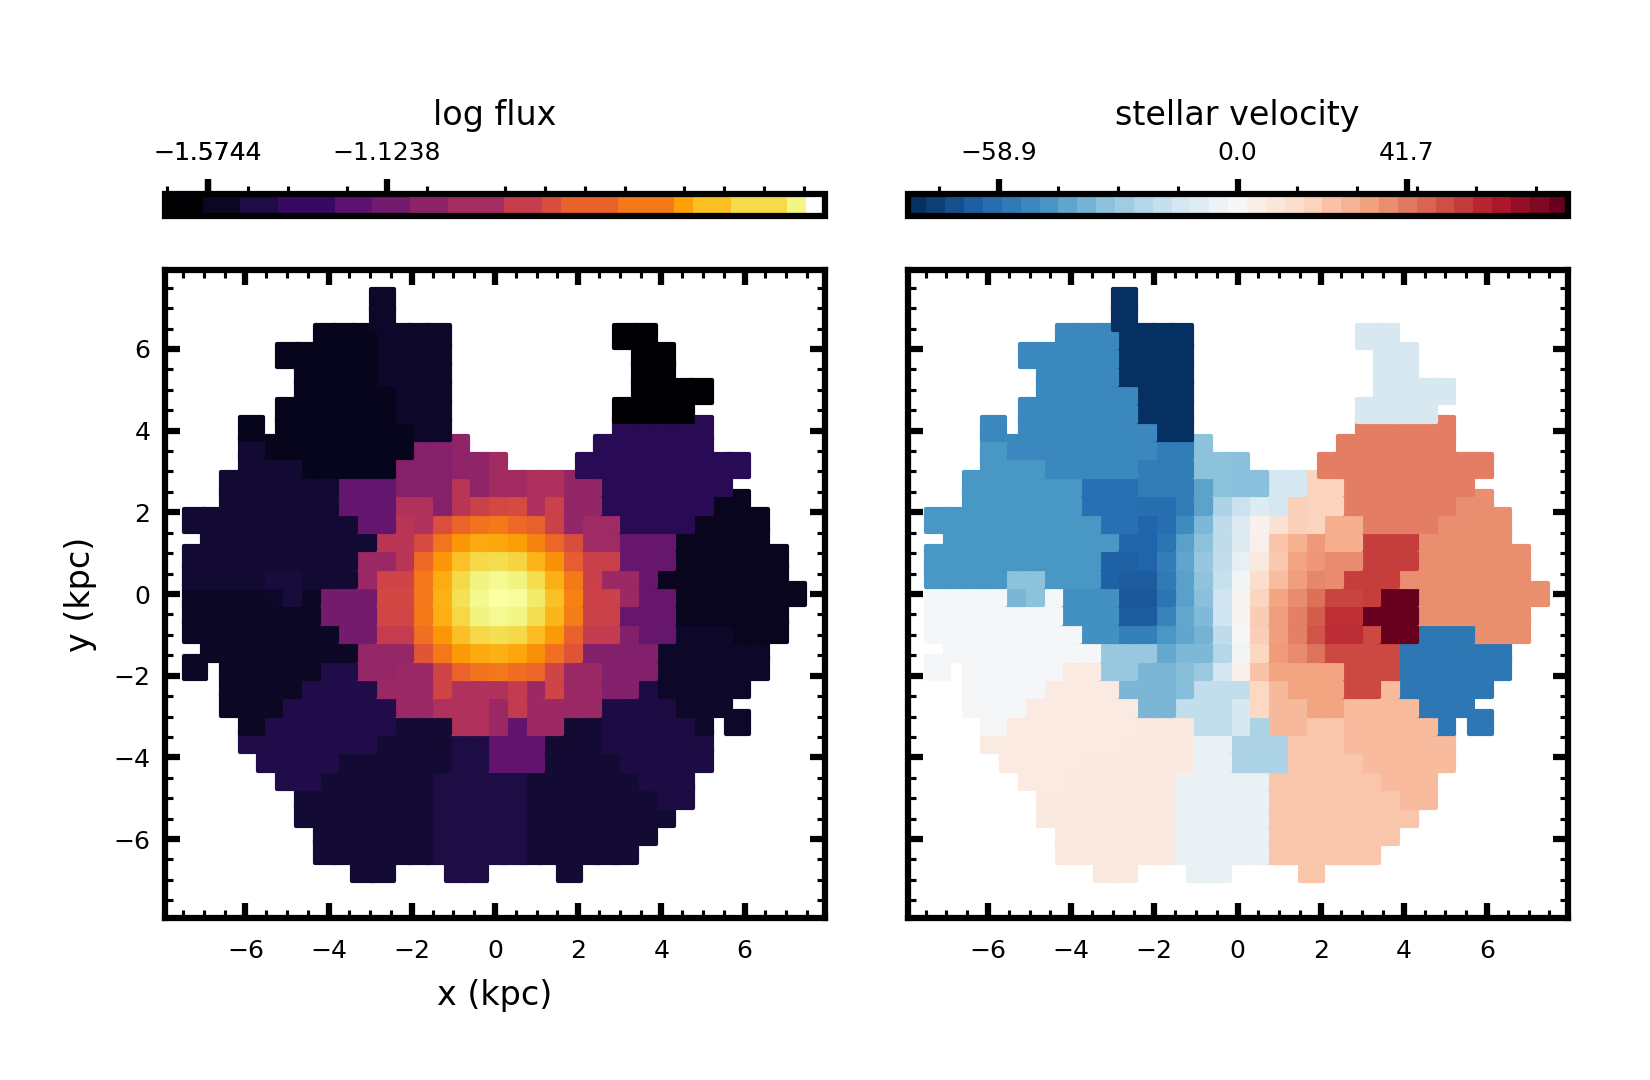 log flux
stellar velocity
−1.5744 −1.1238
−58.9 0.0 41.7
6
4
2
0
−2
−4
−6
y (kpc)
−6 −4 −2 0 2 4 6
−6 −4 −2 0 2 4 6
x (kpc)